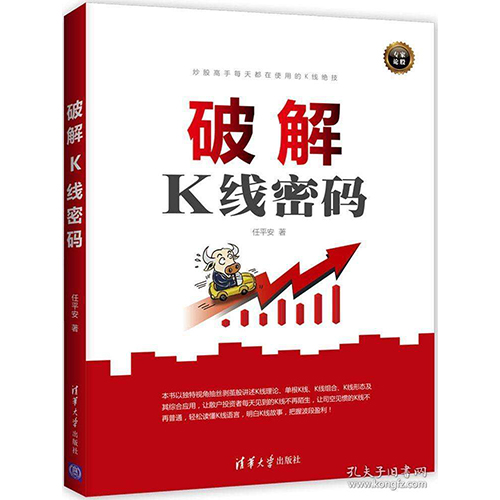 炒股高手每天都在使用的K线绝技
专家
论股
破解
K线密码
任平安 著
本书以独特视角抽丝剥茧般讲述K线理论、单根K线、K线组合、K线形态及
其综合应用,让散户投资者每天见到的K线不再陌生,让司空见惯的K线不
再普通,轻松读懂K线语言,明白K线故事,把握波段盈利!
清华大学出版社
破解K线密码
任平安 著
清华大学出版社
孔夫子旧书网
www.kongfz.com